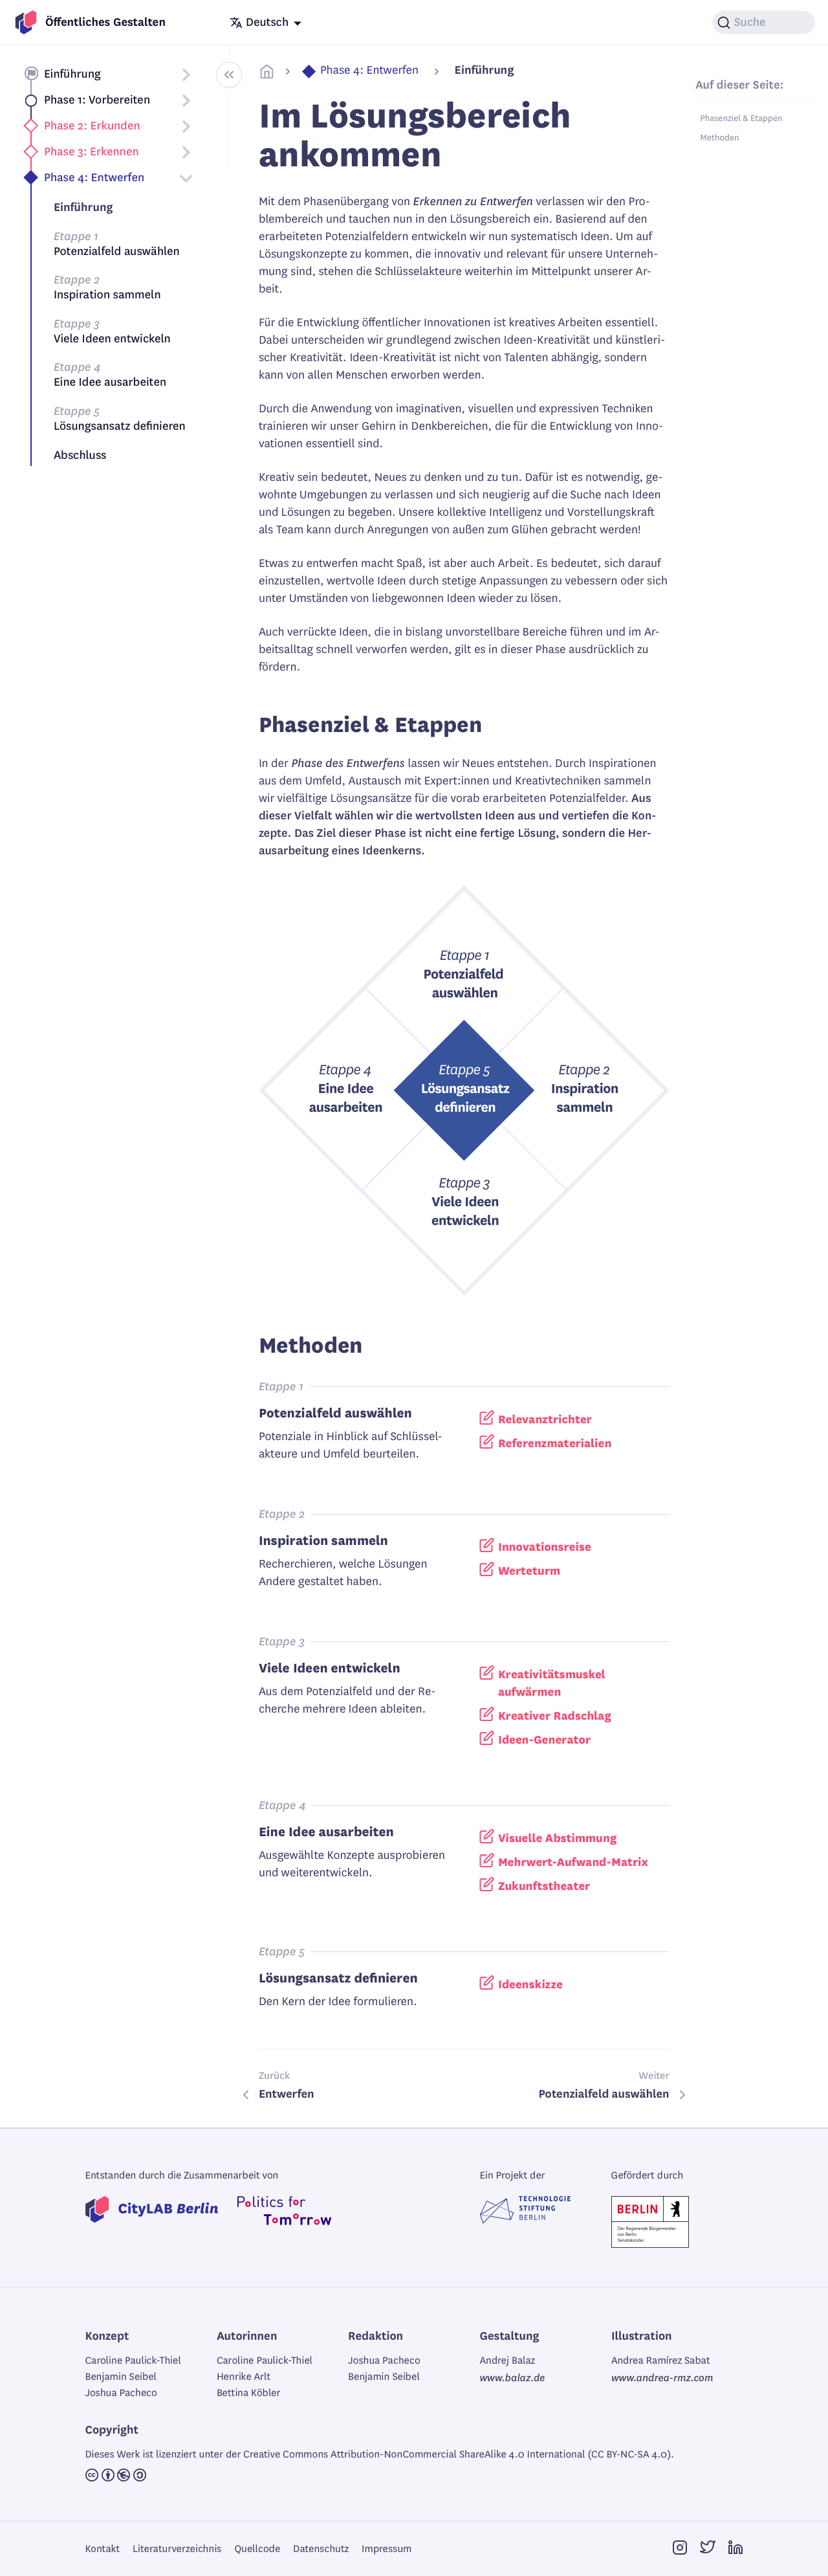 Öffentliches Gestalten
Deutsch
Suche
Einführung
Phase 1: Vorbereiten
Phase 2: Erkunden
Phase 3: Erkennen
Phase 4: Entwerfen
Einführung
Etappe 1
Potenzialfeld auswählen
Etappe 2
Inspiration sammeln
Etappe 3
Viele Ideen entwickeln
Etappe 4
Eine Idee ausarbeiten
Etappe 5
Lösungsansatz definieren
Abschluss
Phase 4: Entwerfen
Einführung
Auf dieser Seite:
Phasenziel & Etappen
Methoden
Im Lösungsbereich
ankommen
Mit dem Phasenübergang von Erkennen zu Entwerfen verlassen wir den Pro-
blembereich und tauchen nun in den Lösungsbereich ein. Basierend auf den
erarbeiteten Potenzialfeldern entwickeln wir nun systematisch Ideen. Um auf
Lösungskonzepte zu kommen, die innovativ und relevant für unsere Unterneh-
mung sind, stehen die Schlüsselakteure weiterhin im Mittelpunkt unserer Ar-
beit.
Für die Entwicklung öffentlicher Innovationen ist kreatives Arbeiten essentiell.
Dabei unterscheiden wir grundlegend zwischen Ideen-Kreativität und künstleri-
scher Kreativität. Ideen-Kreativität ist nicht von Talenten abhängig, sondern
kann von allen Menschen erworben werden.
Durch die Anwendung von imaginativen, visuellen und expressiven Techniken
trainieren wir unser Gehirn in Denkbereichen, die für die Entwicklung von Inno-
vationen essentiell sind.
Kreativ sein bedeutet, Neues zu denken und zu tun. Dafür ist es notwendig, ge-
wohnte Umgebungen zu verlassen und sich neugierig auf die Suche nach Ideen
und Lösungen zu begeben. Unsere kollektive Intelligenz und Vorstellungskraft
als Team kann durch Anregungen von außen zum Glühen gebracht werden!
Etwas zu entwerfen macht Spaß, ist aber auch Arbeit. Es bedeutet, sich darauf
einzustellen, wertvolle Ideen durch stetige Anpassungen zu vebessern oder sich
unter Umständen von liebgewonnen Ideen wieder zu lösen.
Auch verrückte Ideen, die in bislang unvorstellbare Bereiche führen und im Ar-
beitsalltag schnell verworfen werden, gilt es in dieser Phase ausdrücklich zu
fördern.
Phasenziel & Etappen
In der Phase des Entwerfens lassen wir Neues entstehen. Durch Inspirationen
aus dem Umfeld, Austausch mit Expert:innen und Kreativtechniken sammeln
wir vielfältige Lösungsansätze für die vorab erarbeiteten Potenzialfelder. Aus
dieser Vielfalt wählen wir die wertvollsten Ideen aus und vertiefen die Kon-
zepte. Das Ziel dieser Phase ist nicht eine fertige Lösung, sondern die Her-
ausarbeitung eines Ideenkerns.
Etappe 1
Potenzialfeld
auswählen
Etappe 4
Eine Idee
ausarbeiten
Etappe 5
Lösungsansatz
definieren
Etappe 2
Inspiration
sammeln
Etappe 3
Viele Ideen
entwickeln
Methoden
Etappe 1
Potenzialfeld auswählen
Potenziale in Hinblick auf Schlüssel-
akteure und Umfeld beurteilen.
Relevanztrichter
Referenzmaterialien
Etappe 2
Inspiration sammeln
Recherchieren, welche Lösungen
Andere gestaltet haben.
Innovationsreise
Werteturm
Etappe 3
Viele Ideen entwickeln
Aus dem Potenzialfeld und der Re-
cherche mehrere Ideen ableiten.
Kreativitätsmuskel
aufwärmen
Kreativer Radschlag
Ideen-Generator
Etappe 4
Eine Idee ausarbeiten
Ausgewählte Konzepte ausprobieren
und weiterentwickeln.
Visuelle Abstimmung
Mehrwert-Aufwand-Matrix
Zukunftstheater
Etappe 5
Lösungsansatz definieren
Den Kern der Idee formulieren.
Ideenskizze
Zurück
Entwerfen
Weiter
Potenzialfeld auswählen
Entstanden durch die Zusammenarbeit von
CityLAB Berlin
Politics for
Tomorrow
Ein Projekt der
TECHNOLOGIE
STIFTUNG
BERLIN
Gefördert durch
BERLIN
Der Regierende Bürgermeister
von Berlin
Senatskanzlei
Konzept
Caroline Paulick-Thiel
Benjamin Seibel
Joshua Pacheco
Autorinnen
Caroline Paulick-Thiel
Henrike Arlt
Bettina Köbler
Redaktion
Joshua Pacheco
Benjamin Seibel
Gestaltung
Andrej Balaz
www.balaz.de
Illustration
Andrea Ramírez Sabat
www.andrea-rmz.com
Copyright
Dieses Werk ist lizenziert unter der Creative Commons Attribution-NonCommercial ShareAlike 4.0 International (CC BY-NC-SA 4.0).
Kontakt
Literaturverzeichnis
Quellcode
Datenschutz
Impressum